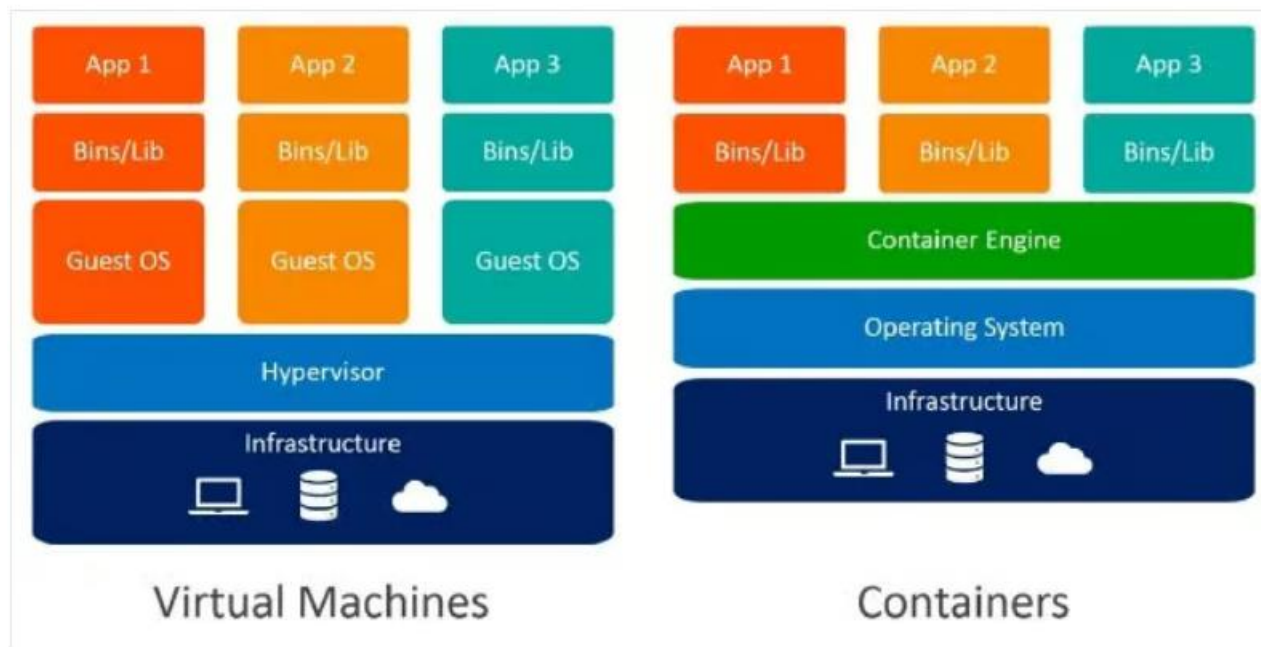 App 1
App 2
App 3
Bins/Lib
Bins/Lib
Bins/Lib
Guest OS
Guest OS
Guest OS
Hypervisor
Infrastructure
Virtual Machines
App 1
App 2
App 3
Bins/Lib
Bins/Lib
Bins/Lib
Container Engine
Operating System
Infrastructure
Containers